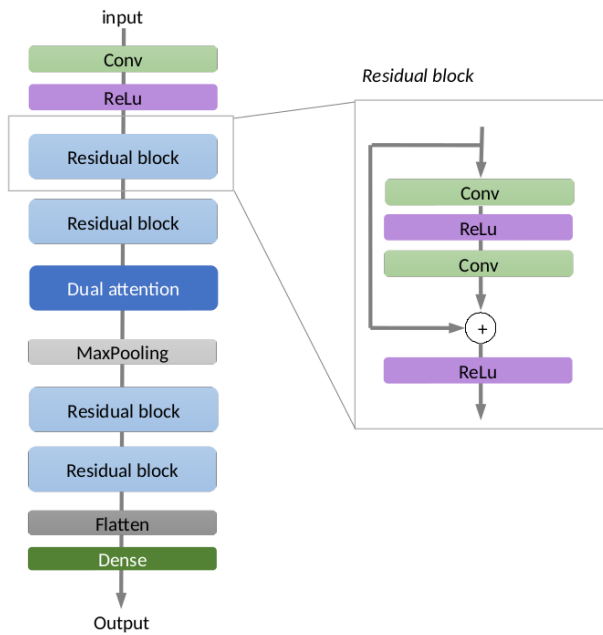 input
Conv
ReLu
Residual block
Residual block
Dual attention
MaxPooling
Residual block
Residual block
Flatten
Dense
Output
Residual block
Conv
ReLu
Conv
+
ReLu